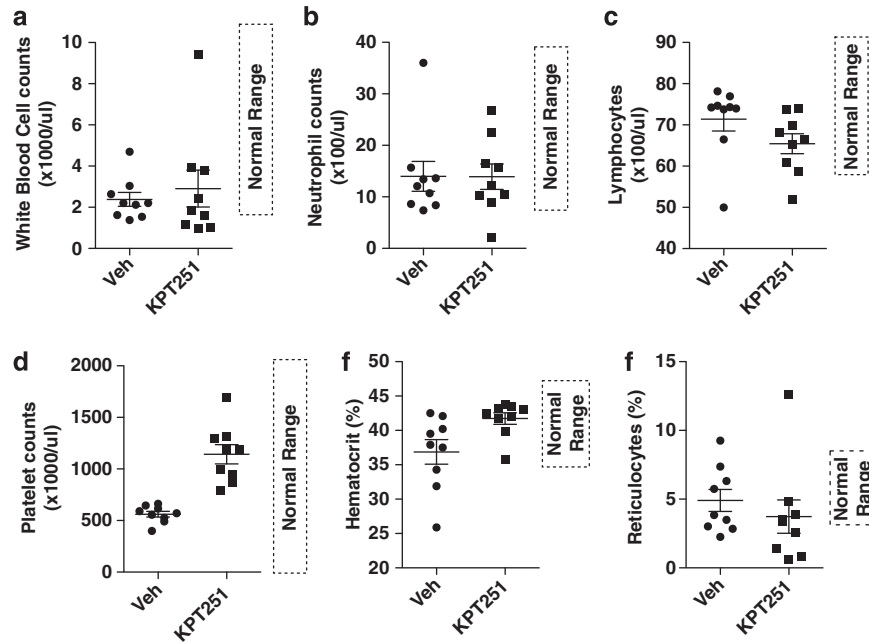 a
White Blood Cell counts
(x1000/ul)
10
8
6
4
2
0
Veh
KPT251
Normal Range
b
Neutrophil counts
(x100/ul)
40
30
20
10
0
Veh
KPT251
Normal Range
c
Lymphocytes
(x100/ul)
90
80
70
60
50
40
Veh
KPT251
Normal Range
d
Platelet counts
(x1000/ul)
2000
1500
1000
500
0
Veh
KPT251
Normal Range
f
Hematocrit (%)
50
45
40
35
30
25
20
Veh
KPT251
Normal
Range
f
Reticulocytes (%)
15
10
5
0
Veh
KPT251
Normal
Range